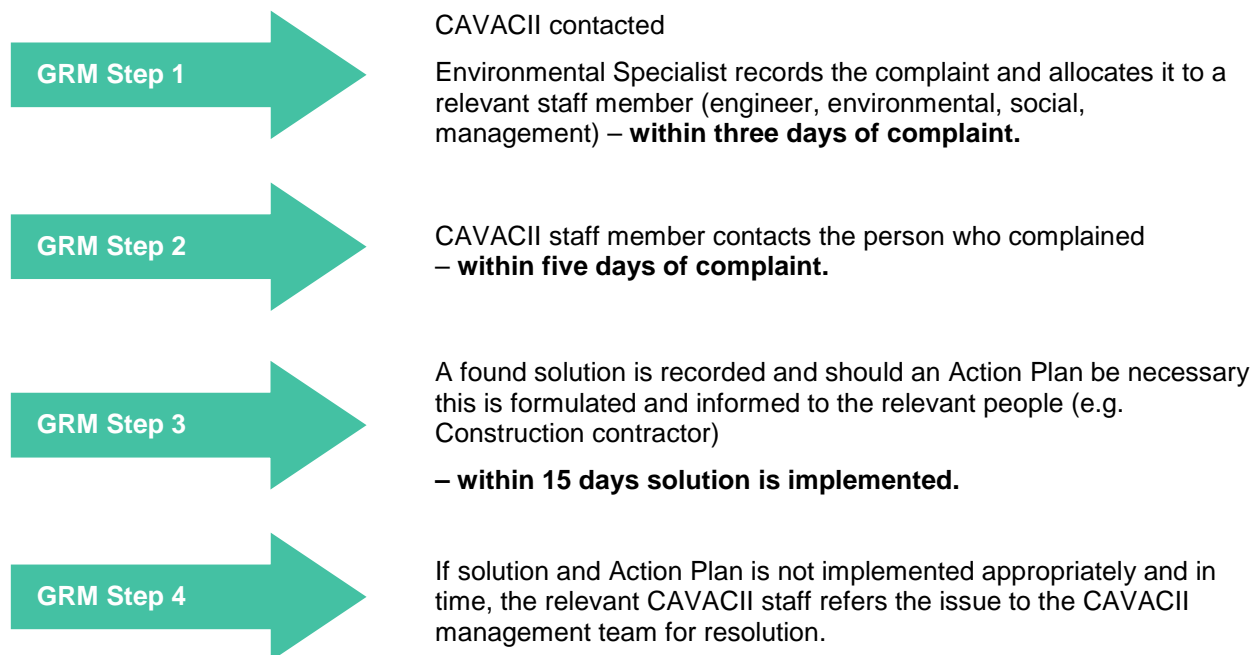 GRM Step 1
CAVACII contacted
Environmental Specialist records the complaint and allocates it to a
relevant staff member (engineer, environmental, social,
management) – within three days of complaint.
GRM Step 2
CAVACII staff member contacts the person who complained
– within five days of complaint.
GRM Step 3
A found solution is recorded and should an Action Plan be necessary
this is formulated and informed to the relevant people (e.g.
Construction contractor)
– within 15 days solution is implemented.
GRM Step 4
If solution and Action Plan is not implemented appropriately and in
time, the relevant CAVACII staff refers the issue to the CAVACII
management team for resolution.